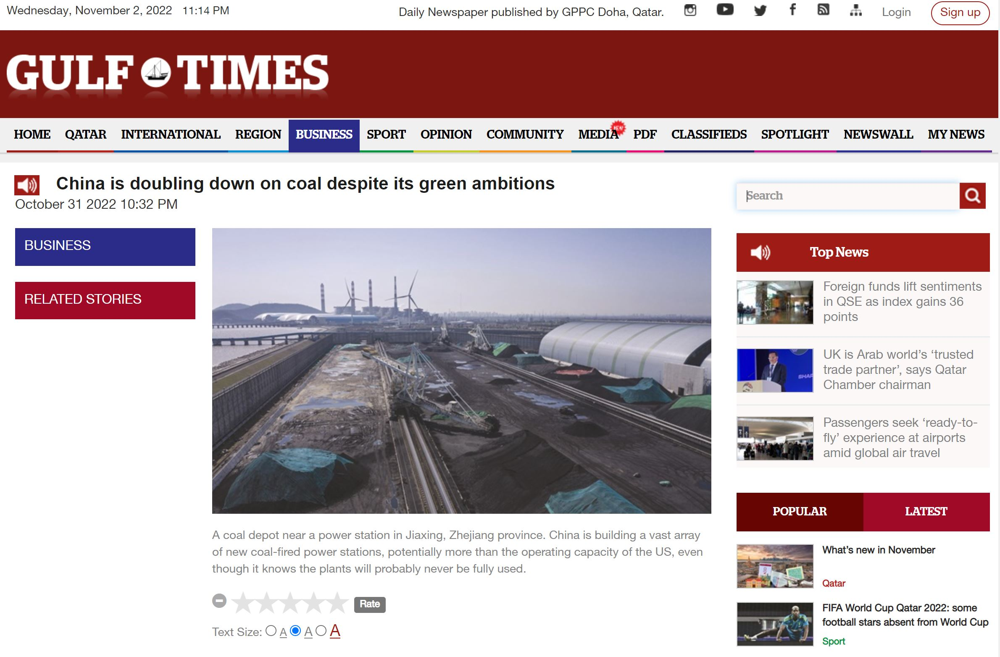 Wednesday, November 2, 2022 11:14 PM
Daily Newspaper published by GPPC Doha, Qatar.
Login
Sign up
GULF TIMES
HOME QATAR INTERNATIONAL REGION BUSINESS SPORT OPINION COMMUNITY MEDIA NEW PDF CLASSIFIEDS SPOTLIGHT NEWSWALL MY NEWS
China is doubling down on coal despite its green ambitions
October 31 2022 10:32 PM
BUSINESS
RELATED STORIES
A coal depot near a power station in Jiaxing, Zhejiang province. China is building a vast array
of new coal-fired power stations, potentially more than the operating capacity of the US, even
though it knows the plants will probably never be fully used.
Rate
Text Size: A A A
Search
Top News
Foreign funds lift sentiments
in QSE as index gains 36
points
SHAR
UK is Arab world’s ‘trusted
trade partner’, says Qatar
Chamber chairman
Passengers seek ‘ready-to-
fly’ experience at airports
amid global air travel
POPULAR
LATEST
What’s new in November
Qatar
FIFA World Cup Qatar 2022: some
football stars absent from World Cup
Sport